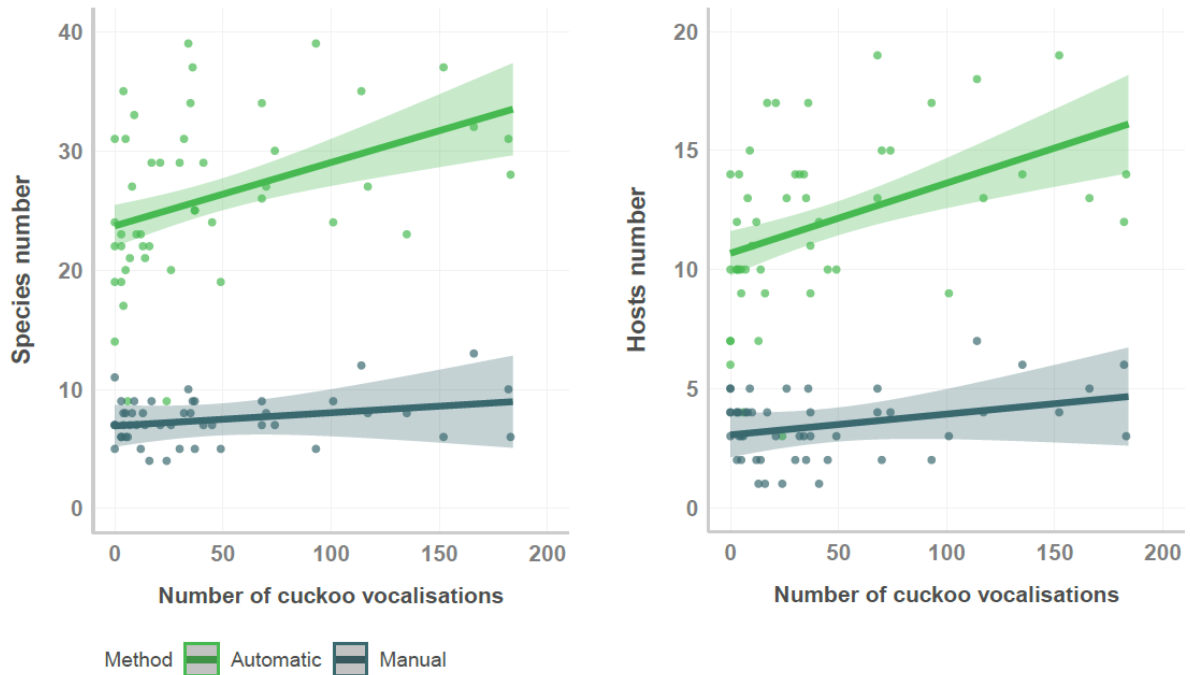 Species number
40
30
20
10
0
0 50 100 150 200
Number of cuckoo vocalisations
Hosts number
20
15
10
5
0
0 50 100 150 200
Number of cuckoo vocalisations
Method Automatic Manual